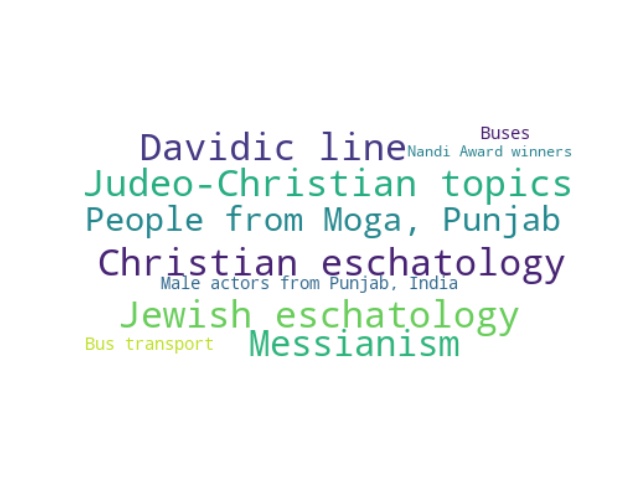 Buses
Davidic line
Nandi Award winners
Judeo-Christian topics
People from Moga, Punjab
Christian eschatology
Male actors from Punjab, India
Jewish eschatology
Bus transport
Messianism